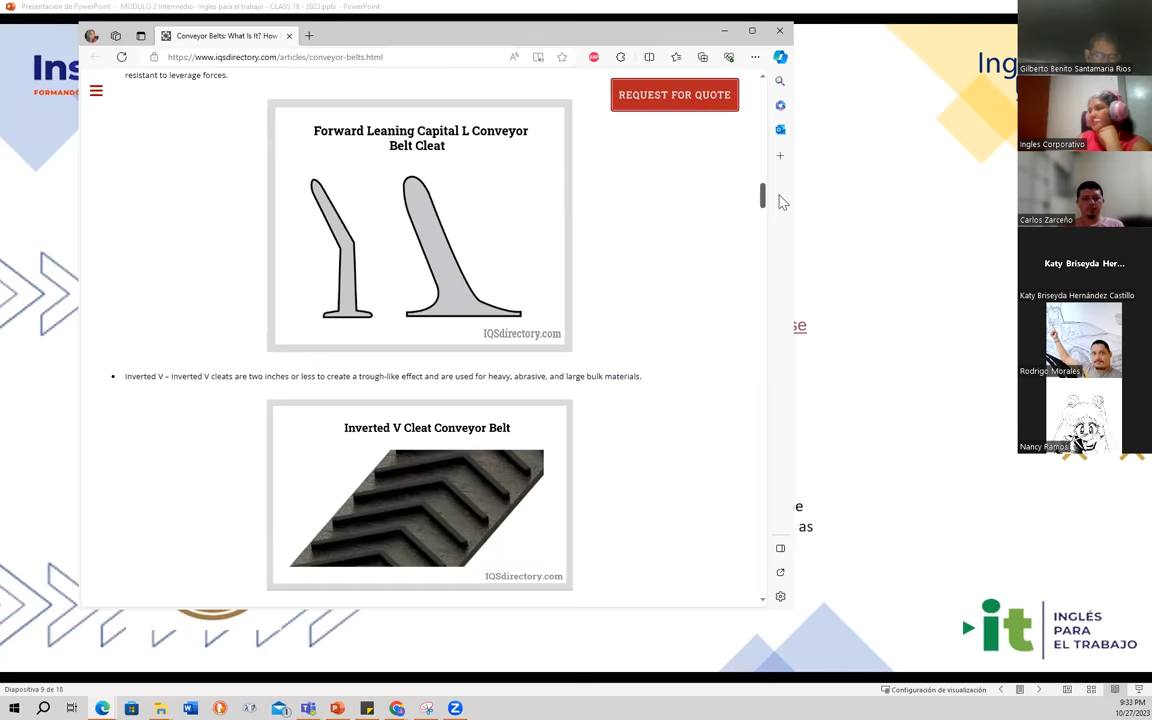 Presentación de PowerPoint - MODULO 2 Intermedio- Ingles para el trabajo - CLASS 18 - 2023.pptx - PowerPoint
Ins
FORMANDO
Ing
Conveyor Belts: What Is It? How
https://www.iqsdirectory.com/articles/conveyor-belts.html
resistant to leverage forces.
REQUEST FOR QUOTE
Forward Leaning Capital L Conveyor
Belt Cleat
IQSdirectory.com
• Inverted V – Inverted V cleats are two inches or less to create a trough-like effect and are used for heavy, abrasive, and large bulk materials.
Inverted V Cleat Conveyor Belt
IQSdirectory.com
se
e
as
Gilberto Benito Santamaria Rios
Ingles Corporativo
Carlos Zarceño
Katy Briseyda Her...
Katy Briseyda Hernández Castillo
Rodrigo Morales
Nancy Ramos
it
INGLÉS
PARA
EL TRABAJO
Diapositiva 9 de 18
Configuración de visualización
9:33 PM
10/27/2023